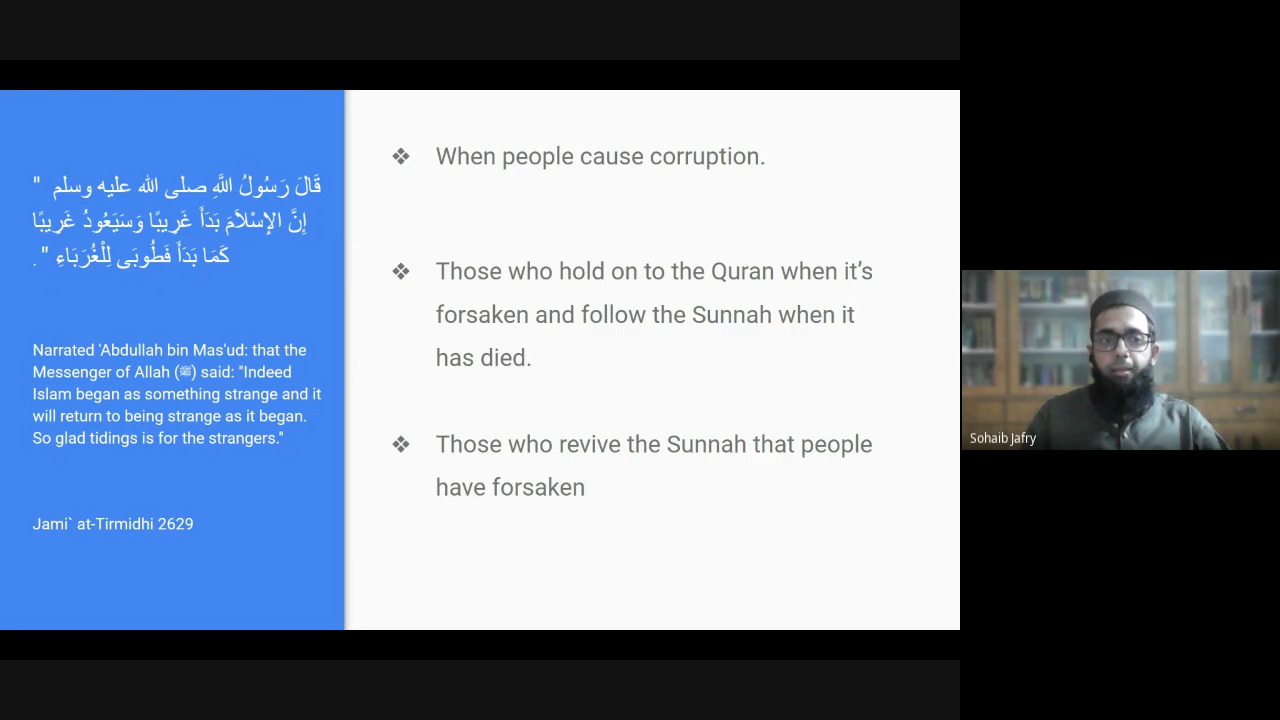 قَالَ رَسُولُ اللَّهِ صلى الله عليه وسلم ‏ "‏
إِنَّ الإِسْلاَمَ بَدَأَ غَرِيبًا وَسَيَعُودُ غَرِيبًا
كَمَا بَدَأَ فَطُوبَى لِلْغُرَبَاءِ ‏"‏ ‏.‏
Narrated 'Abdullah bin Mas'ud: that the
Messenger of Allah (ﷺ) said: "Indeed
Islam began as something strange and it
will return to being strange as it began.
So glad tidings is for the strangers."
Jami` at-Tirmidhi 2629
❖ When people cause corruption.
❖ Those who hold on to the Quran when it’s
forsaken and follow the Sunnah when it
has died.
❖ Those who revive the Sunnah that people
have forsaken
Sohaib Jafry